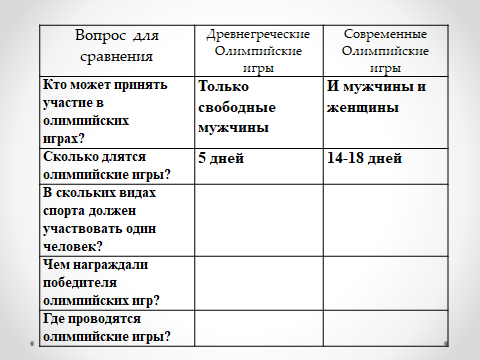 Вопрос для
сравнения
Древнегреческие
Олимпийские
игры
Современные
Олимпийские
игры
Кто может принять
участие в
олимпийских
играх?
Только
свободные
мужчины
И мужчины и
женщины
Сколько длятся
олимпийские игры?
5 дней
14-18 дней
В скольких видах
спорта должен
участвовать один
человек?
Чем награждали
победителя
олимпийских игр?
Где проводятся
олимпийские игры?